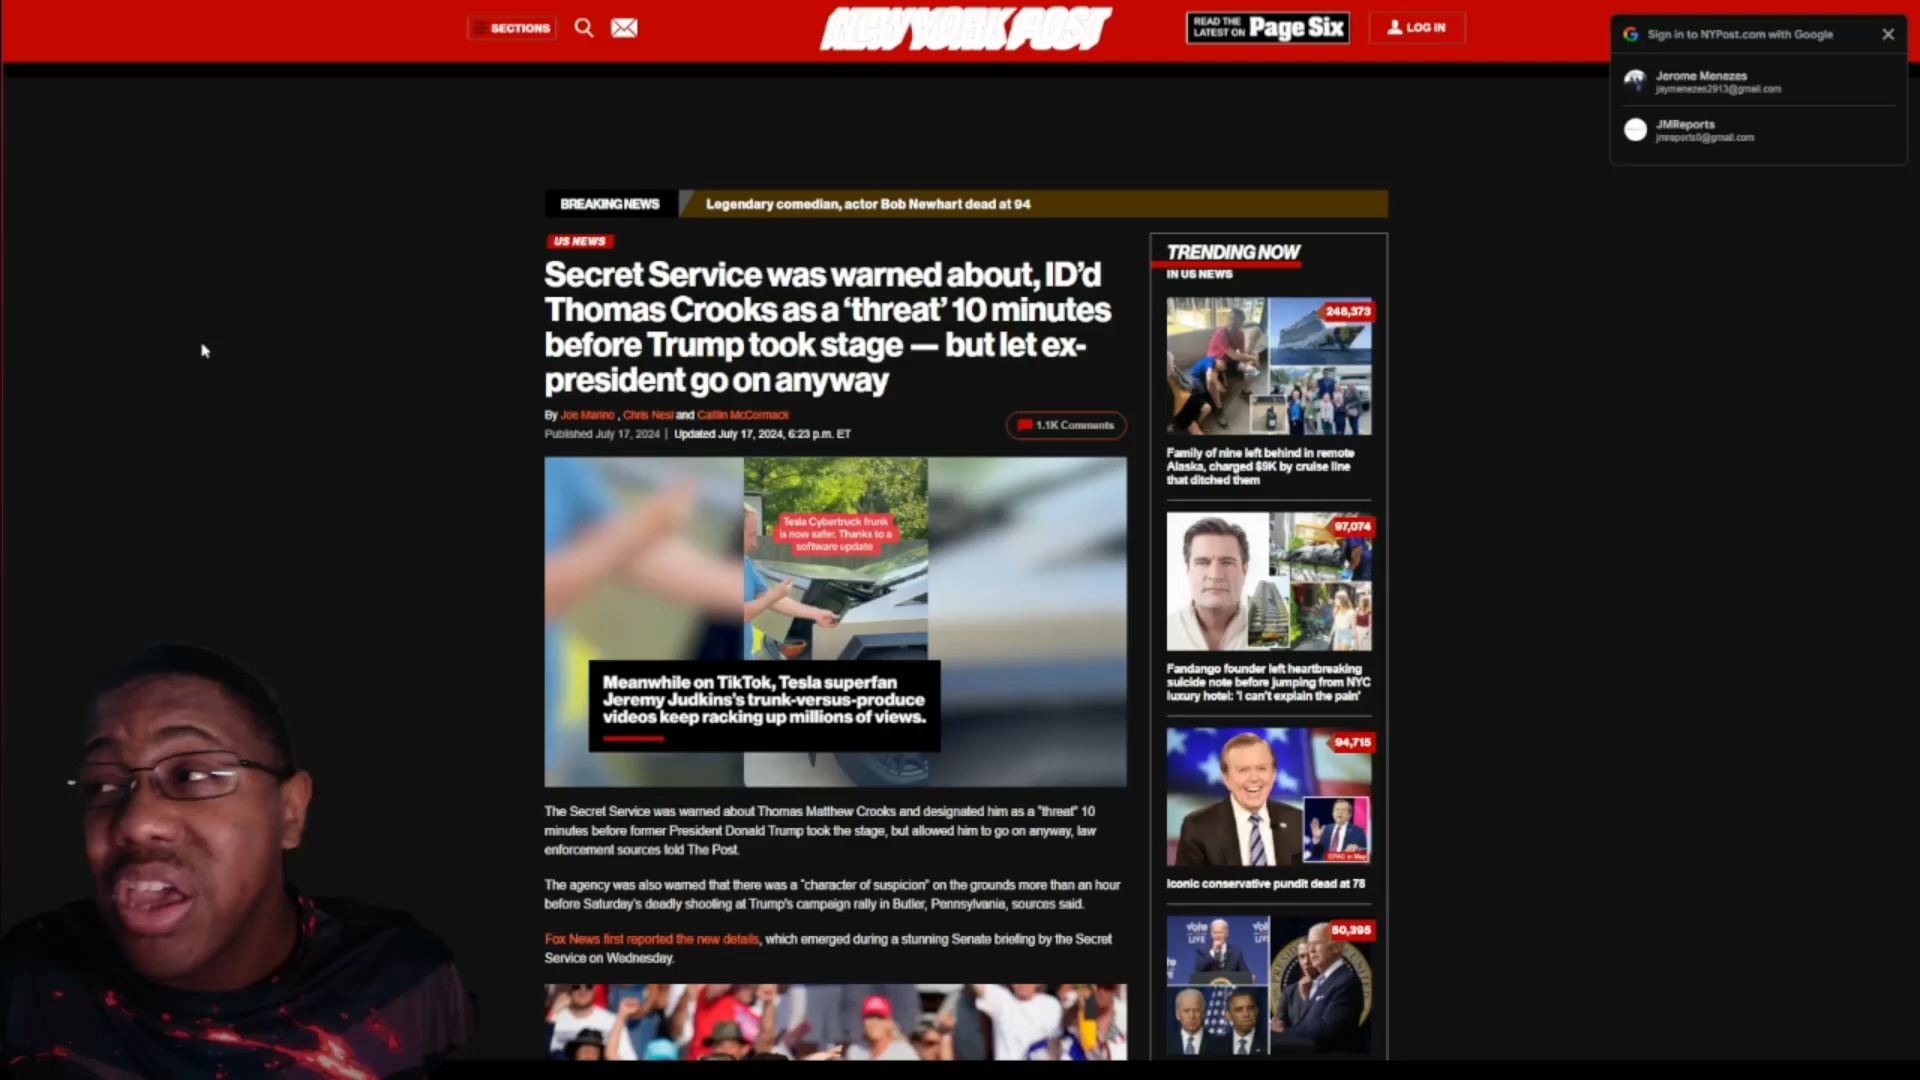 SECTIONS
NEW YORK POST
READ THE
LATEST ON
Page Six
LOG IN
Sign in to NYPost.com with Google
Jerome Menezes
jaymenezes2913@gmail.com
JMReports
jmreports0@gmail.com
BREAKING NEWS
Legendary comedian, actor Bob Newhart dead at 94
US NEWS
Secret Service was warned about, ID’d
Thomas Crooks as a ‘threat’ 10 minutes
before Trump took stage — but let ex-
president go on anyway
By Joe Marino , Chris Nesi and Caitlin McCormack
Published July 17, 2024 | Updated July 17, 2024, 6:23 p.m. ET
1.1K Comments
Tesla Cybertruck frunk
is now safer. Thanks to a
software update
Meanwhile on TikTok, Tesla superfan
Jeremy Judkins's trunk-versus-produce
videos keep racking up millions of views.
The Secret Service was warned about Thomas Matthew Crooks and designated him as a “threat” 10
minutes before former President Donald Trump took the stage, but allowed him to go on anyway, law
enforcement sources told The Post.
The agency was also warned that there was a “character of suspicion” on the grounds more than an hour
before Saturday’s deadly shooting at Trump’s campaign rally in Butler, Pennsylvania, sources said.
Fox News first reported the new details, which emerged during a stunning Senate briefing by the Secret
Service on Wednesday.
TRENDING NOW
IN US NEWS
248,373
Family of nine left behind in remote
Alaska, charged $9K by cruise line
that ditched them
97,074
Fandango founder left heartbreaking
suicide note before jumping from NYC
luxury hotel: 'I can't explain the pain'
94,715
CPAC in May
Iconic conservative pundit dead at 78
50,395
vote
LIVE